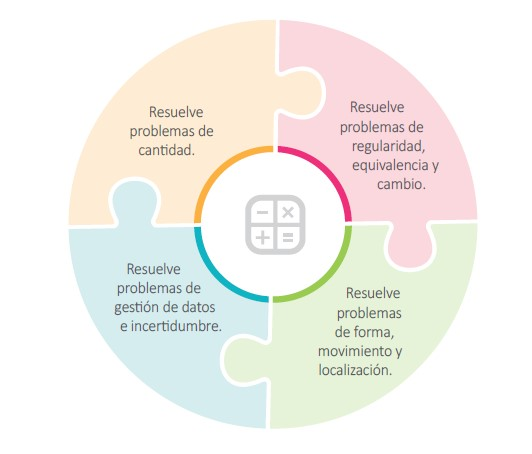 Resuelve
problemas de
cantidad.
Resuelve
problemas de
regularidad,
equivalencia y
cambio.
Resuelve
problemas de
gestión de datos
e incertidumbre.
Resuelve
problemas
de forma,
movimiento y
localización.